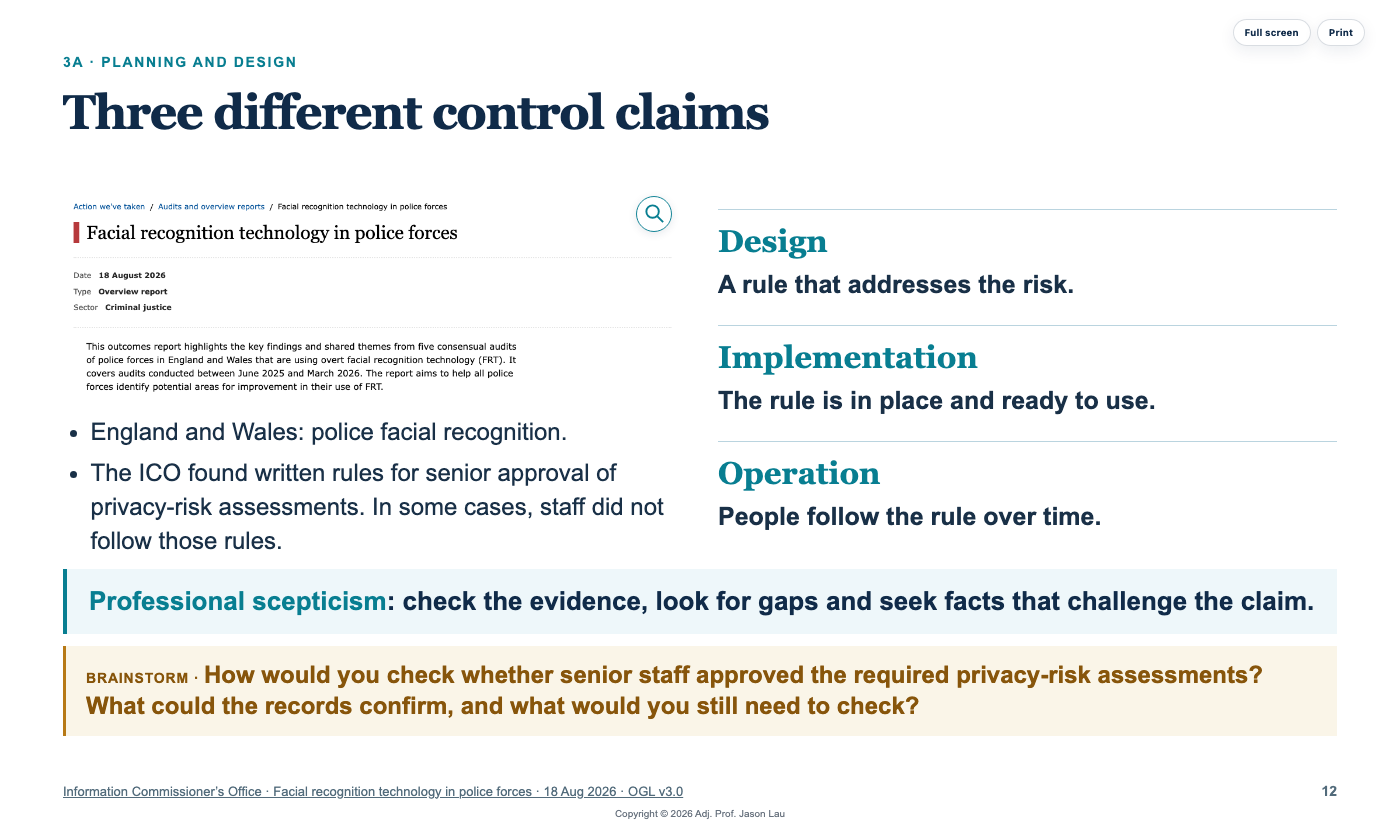 Full screen
Print
3A · PLANNING AND DESIGN
Three different control claims
Action we've taken / Audits and overview reports / Facial recognition technology in police forces
Facial recognition technology in police forces
Date 18 August 2026
Type Overview report
Sector Criminal justice
This outcomes report highlights the key findings and shared themes from five consensual audits
of police forces in England and Wales that are using overt facial recognition technology (FRT). It
covers audits conducted between June 2025 and March 2026. The report aims to help all police
forces identify potential areas for improvement in their use of FRT.
• England and Wales: police facial recognition.
• The ICO found written rules for senior approval of
privacy-risk assessments. In some cases, staff did not
follow those rules.
Design
A rule that addresses the risk.
Implementation
The rule is in place and ready to use.
Operation
People follow the rule over time.
Professional scepticism: check the evidence, look for gaps and seek facts that challenge the claim.
BRAINSTORM · How would you check whether senior staff approved the required privacy-risk assessments?
What could the records confirm, and what would you still need to check?
Information Commissioner's Office · Facial recognition technology in police forces · 18 Aug 2026 · OGL v3.0
12
Copyright © 2026 Adj. Prof. Jason Lau